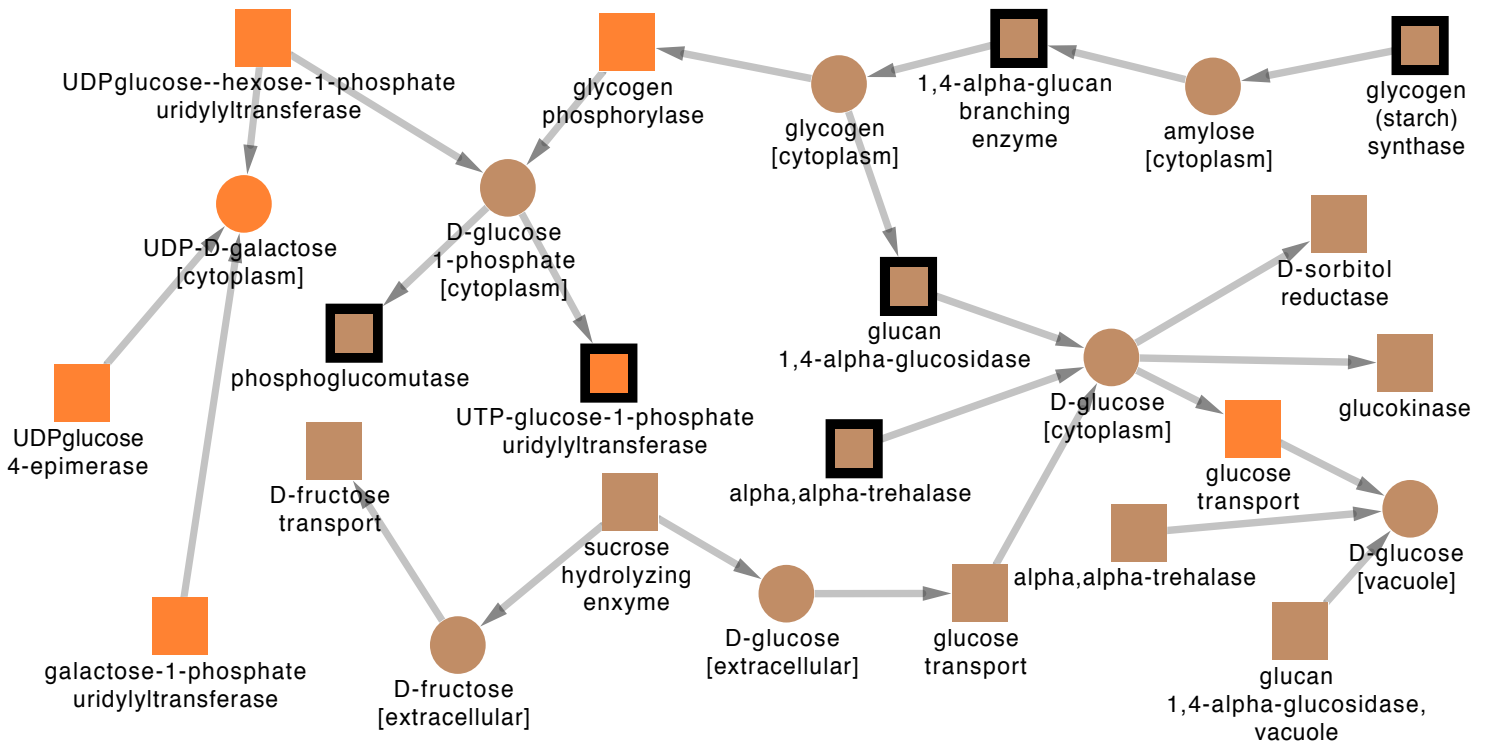 UDPglucose--hexose-1-phosphate
uridylyltransferase
glycogen
phosphorylase
glycogen
[cytoplasm]
1,4-alpha-glucan
branching
enzyme
amylose
[cytoplasm]
glycogen
(starch)
synthase
UDP-D-galactose
[cytoplasm]
D-glucose
1-phosphate
[cytoplasm]
D-sorbitol
reductase
glucan
1,4-alpha-glucosidase
phosphoglucomutase
UTP-glucose-1-phosphate
uridylyltransferase
D-glucose
[cytoplasm]
glucokinase
UDPglucose
4-epimerase
D-fructose
transport
alpha,alpha-trehalase
glucose
transport
sucrose
hydrolyzing
enxyme
alpha,alpha-trehalase
D-glucose
[vacuole]
D-glucose
[extracellular]
glucose
transport
galactose-1-phosphate
uridylyltransferase
D-fructose
[extracellular]
glucan
1,4-alpha-glucosidase,
vacuole